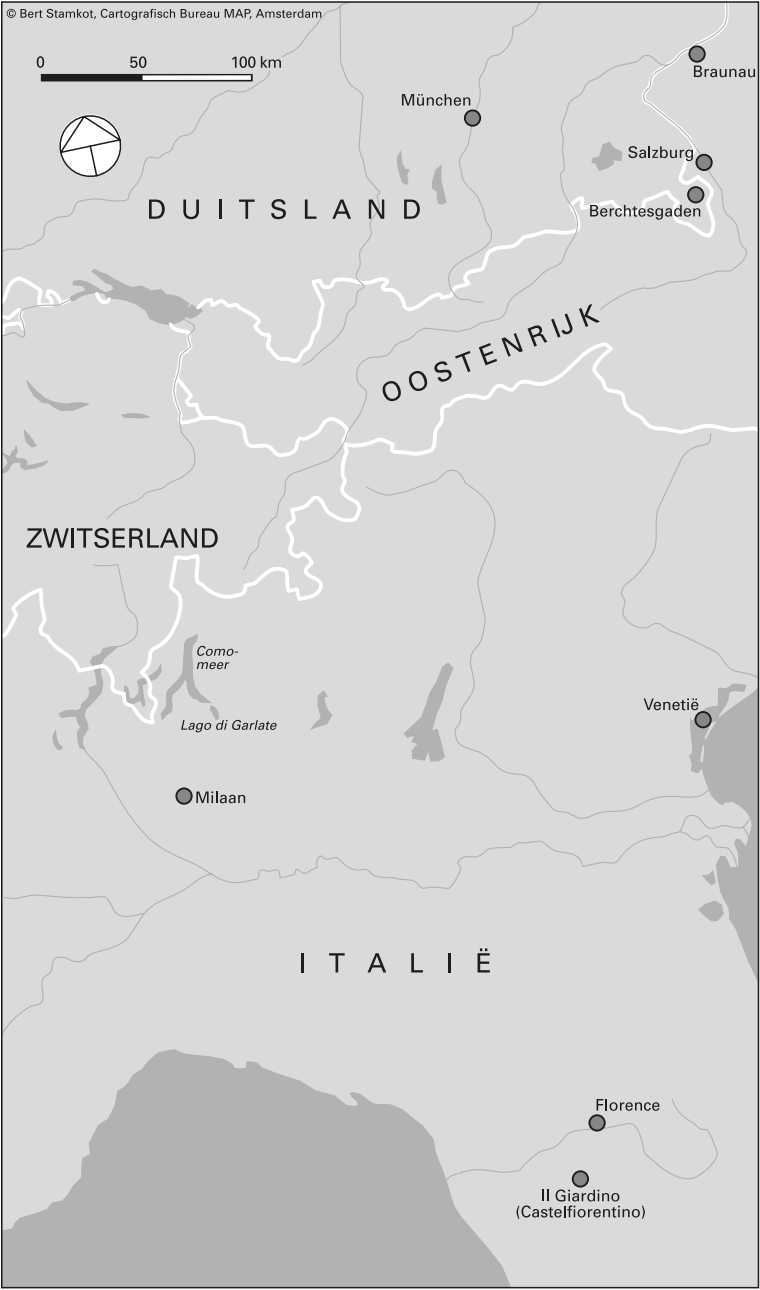 © Bert Stamkot, Cartografisch Bureau MAP, Amsterdam
0 50 100 km
Braunau
München
Salzburg
Berchtesgaden
DUITSLAND
OOSTENRIJK
ZWITSERLAND
Como-
meer
Lago di Garlate
Venetië
Milaan
ITALIË
Florence
Il Giardino
(Castelfiorentino)